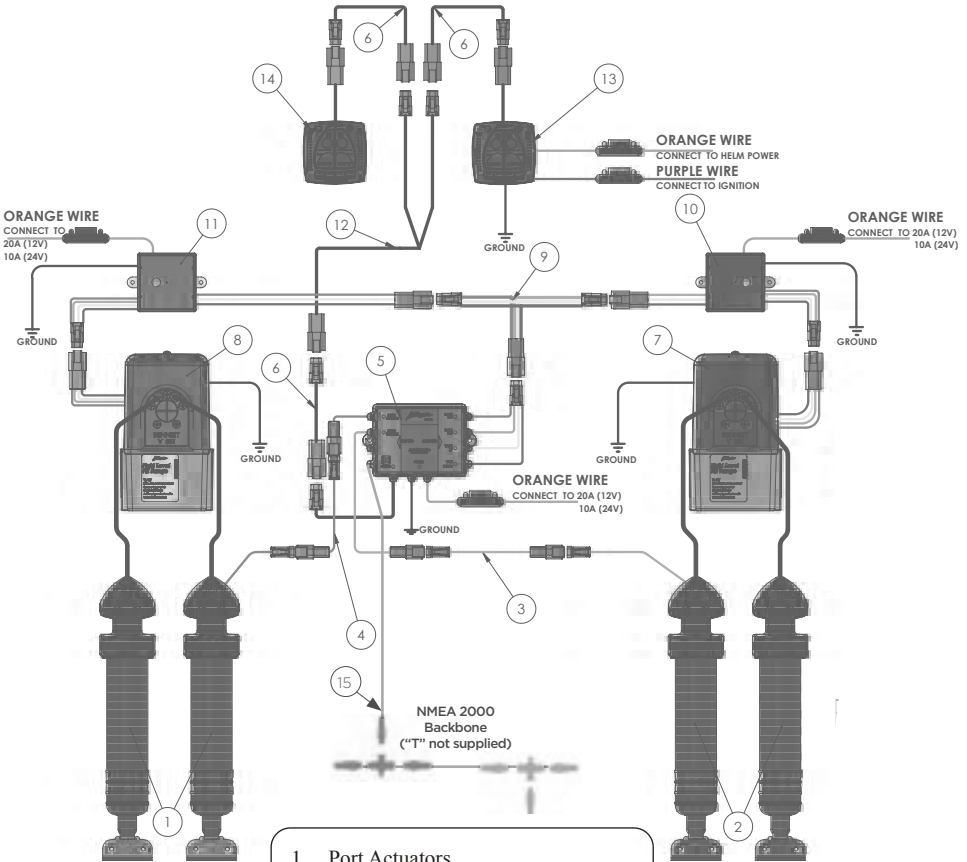 6
6
14
13
ORANGE WIRE
CONNECT TO HELM POWER
PURPLE WIRE
CONNECT TO IGNITION
ORANGE WIRE
CONNECT TO
20A (12V)
10A (24V)
11
12
GROUND
10
ORANGE WIRE
CONNECT TO 20A (12V)
10A (24V)
9
GROUND
GROUND
8
7
5
6
BENNETT
V 351
GROUND
GROUND
ORANGE WIRE
CONNECT TO 20A (12V)
10A (24V)
GROUND
3
4
15
NMEA 2000
Backbone
("T" not supplied)
1
2
1. Port Actuators